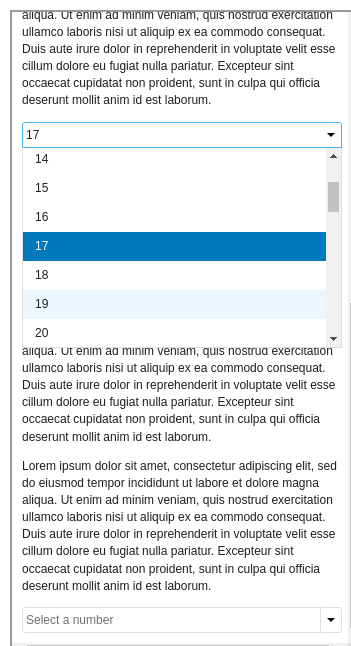 aliqua. Ut enim ad minim veniam, quis nostrud exercitation
ullamco laboris nisi ut aliquip ex ea commodo consequat.
Duis aute irure dolor in reprehenderit in voluptate velit esse
cillum dolore eu fugiat nulla pariatur. Excepteur sint
occaecat cupidatat non proident, sunt in culpa qui officia
deserunt mollit anim id est laborum.
17
14
15
16
17
18
19
20
aliqua. Ut enim ad minim veniam, quis nostrud exercitation
ullamco laboris nisi ut aliquip ex ea commodo consequat.
Duis aute irure dolor in reprehenderit in voluptate velit esse
cillum dolore eu fugiat nulla pariatur. Excepteur sint
occaecat cupidatat non proident, sunt in culpa qui officia
deserunt mollit anim id est laborum.
Lorem ipsum dolor sit amet, consectetur adipiscing elit, sed
do eiusmod tempor incididunt ut labore et dolore magna
aliqua. Ut enim ad minim veniam, quis nostrud exercitation
ullamco laboris nisi ut aliquip ex ea commodo consequat.
Duis aute irure dolor in reprehenderit in voluptate velit esse
cillum dolore eu fugiat nulla pariatur. Excepteur sint
occaecat cupidatat non proident, sunt in culpa qui officia
deserunt mollit anim id est laborum.
Select a number